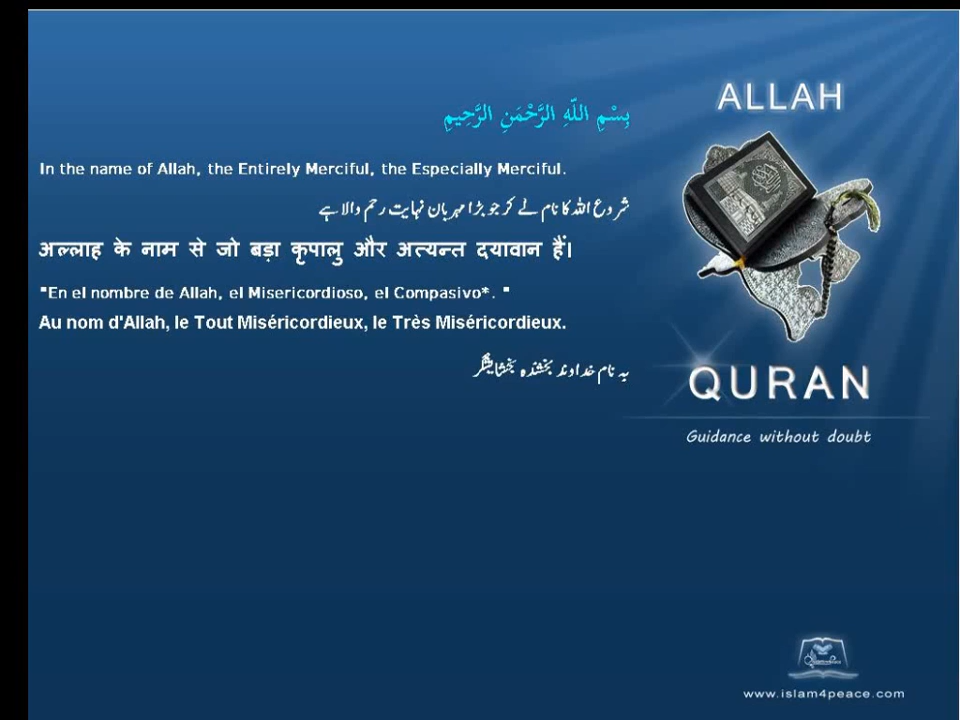 بِسْمِ اللَّهِ الرَّحْمَنِ الرَّحِيمِ
In the name of Allah, the Entirely Merciful, the Especially Merciful.
شروع الله کا نام لے کر جو بڑا مہربان نہایت رحم والا ہے
अल्लाह के नाम से जो बड़ा कृपालु और अत्यन्त दयावान हैं।
"En el nombre de Allah, el Misericordioso, el Compasivo*. "
Au nom d'Allah, le Tout Miséricordieux, le Très Miséricordieux.
به نام خداوند بخشنده بخشایشگر
ALLAH
QURAN
Guidance without doubt
www.islam4peace.com